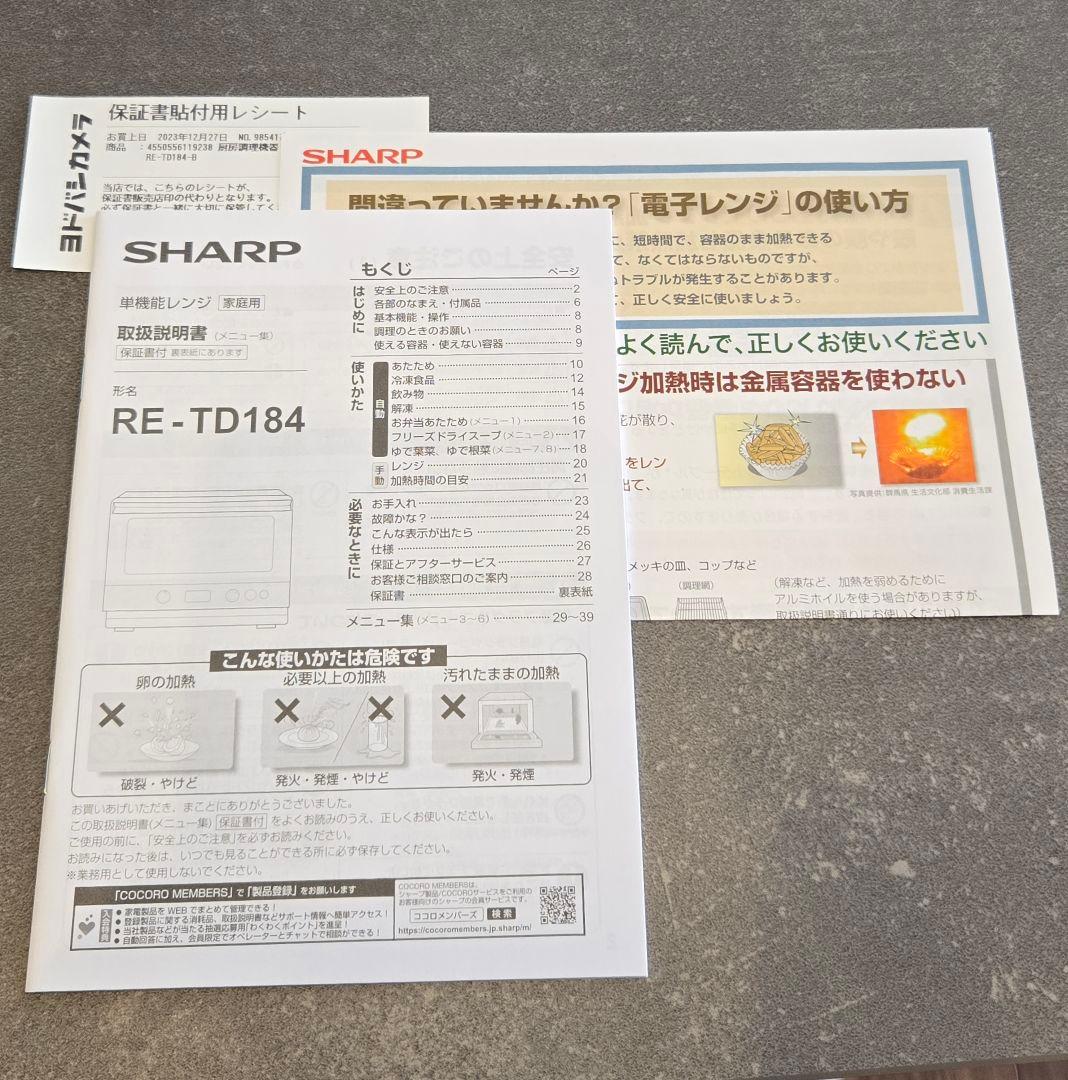 ヨドバシカメラ
保証書貼付用レシート
お買上日 2023年12月27日 NO. 98541
商品 : 4550556119238 厨房調理機器
RE-TD184-B
当店では、こちらのレシートが、
保証書販売店印の代わりとなります。
必ず保証書と一緒に大切に保管してく
SHARP
間違っていませんか?「電子レンジ」の使い方
に、短時間で、容器のまま加熱できる
て、なくてはならないものですが、
いトラブルが発生することがあります。
て、正しく安全に使いましょう。
よく読んで、正しくお使いください
ジ加熱時は金属容器を使わない
花が散り、
をレン
出て、
写真提供:群馬県 生活文化部 消費生活課
メッキの皿、コップなど
(調理網)
(解凍など、加熱を弱めるために
アルミホイルを使う場合がありますが、
取扱説明書通りにお使いください)
SHARP
単機能レンジ 家庭用
取扱説明書(メニュー集)
保証書付 裏表紙にあります
形名
RE-TD184
もくじ ページ
はじめに
安全上のご注意 2
各部のなまえ・付属品 6
基本機能・操作 8
調理のときのお願い 8
使える容器・使えない容器 9
使いかた
自動
あたため 10
冷凍食品 12
飲み物 14
解凍 15
お弁当あたため(メニュー1) 16
フリーズドライスープ(メニュー2) 17
ゆで葉菜、ゆで根菜(メニュー7、8) 18
手動
レンジ 20
加熱時間の目安 21
必要なときに
お手入れ 23
故障かな? 24
こんな表示が出たら 25
仕様 26
保証とアフターサービス 27
お客様ご相談窓口のご案内 28
保証書 裏表紙
メニュー集(メニュー3~6) 29~39
こんな使いかたは危険です
卵の加熱 必要以上の加熱 汚れたままの加熱
破裂・やけど 発火・発煙・やけど 発火・発煙
お買いあげいただき、まことにありがとうございました。
この取扱説明書(メニュー集) 保証書付 をよくお読みのうえ、正しくお使いください。
ご使用の前に、「安全上のご注意」を必ずお読みください。
お読みになった後は、いつでも見ることができる所に必ず保存してください。
※業務用として使用しないでください。
「COCORO MEMBERS」で「製品登録」をお願いします
入会特典
● 家電製品を WEB でまとめて管理できる!
● 登録製品に関する消耗品、取扱説明書などサポート情報へ簡単アクセス!
● 当社製品などが当たる抽選応募用「わくわくポイント」を進呈!
● 自動回答に加え、会員限定でオペレーターとチャットで相談ができる!
COCORO MEMBERSは、
シャープ製品/COCOROサービスをご利用の
お客様向けのシャープの会員サービスです。
ココロメンバーズ 検索
https://cocoromembers.jp.sharp/m/